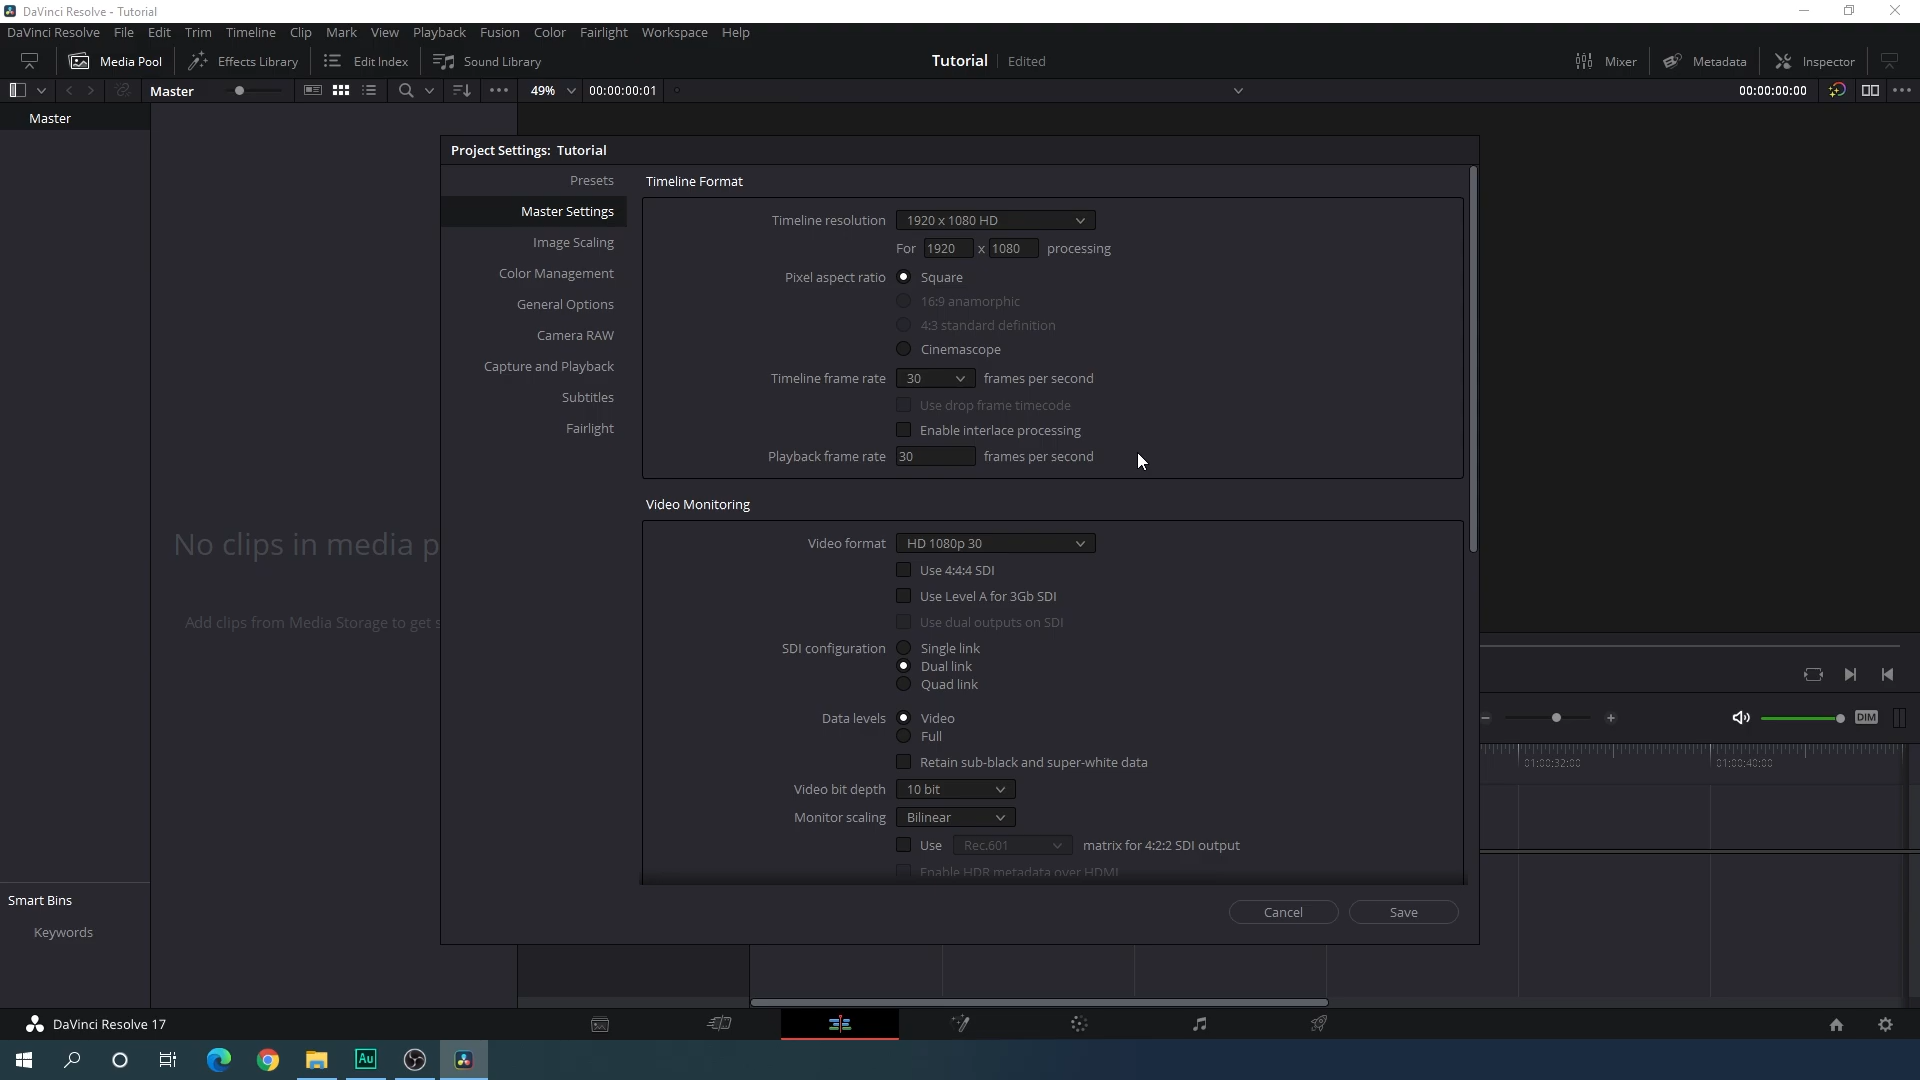 DaVinci Resolve - Tutorial
DaVinci Resolve File Edit Trim Timeline Clip Mark View Playback Fusion Color Fairlight Workspace Help
Media Pool Effects Library Edit Index Sound Library Tutorial Edited Mixer Metadata Inspector
Master 49% 00:00:00:01 00:00:00:00
Master
Project Settings: Tutorial
Presets
Master Settings
Image Scaling
Color Management
General Options
Camera RAW
Capture and Playback
Subtitles
Fairlight
Timeline Format
Timeline resolution 1920 x 1080 HD
For 1920 x 1080 processing
Pixel aspect ratio Square
16:9 anamorphic
4:3 standard definition
Cinemascope
Timeline frame rate 30 frames per second
Use drop frame timecode
Enable interlace processing
Playback frame rate 30 frames per second
Video Monitoring
Video format HD 1080p 30
Use 4:4:4 SDI
Use Level A for 3Gb SDI
Use dual outputs on SDI
SDI configuration Single link
Dual link
Quad link
Data levels Video
Full
Retain sub-black and super-white data
Video bit depth 10 bit
Monitor scaling Bilinear
Use Rec.601 matrix for 4:2:2 SDI output
Enable HDR metadata over HDMI
Cancel Save
No clips in media p
Add clips from Media Storage to get s
DIM
01:00:32:00 01:00:40:00
Smart Bins
Keywords
DaVinci Resolve 17
Au